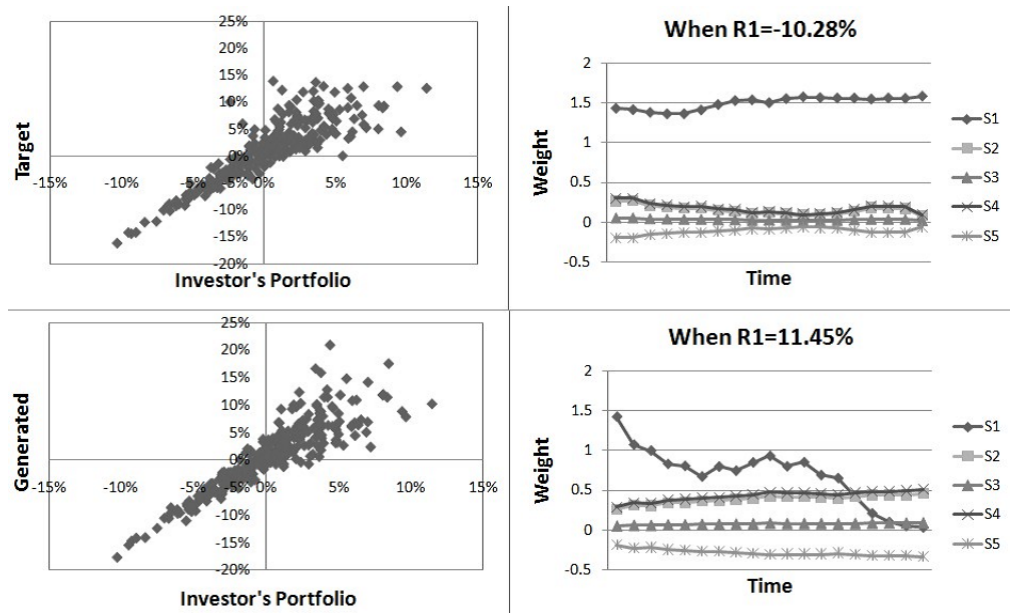 25%
20%
15%
10%
5%
0%
-15% -10% -5% 0% 5% 10% 15%
-5%
-10%
-15%
-20%
Target
Investor's Portfolio
When R1=-10.28%
2
1.5
1
0.5
0
-0.5
Weight
Time
S1
S2
S3
S4
S5
25%
20%
15%
10%
5%
0%
-15% -10% -5% 0% 5% 10% 15%
-5%
-10%
-15%
-20%
Generated
Investor's Portfolio
When R1=11.45%
2
1.5
1
0.5
0
-0.5
Weight
Time
S1
S2
S3
S4
S5